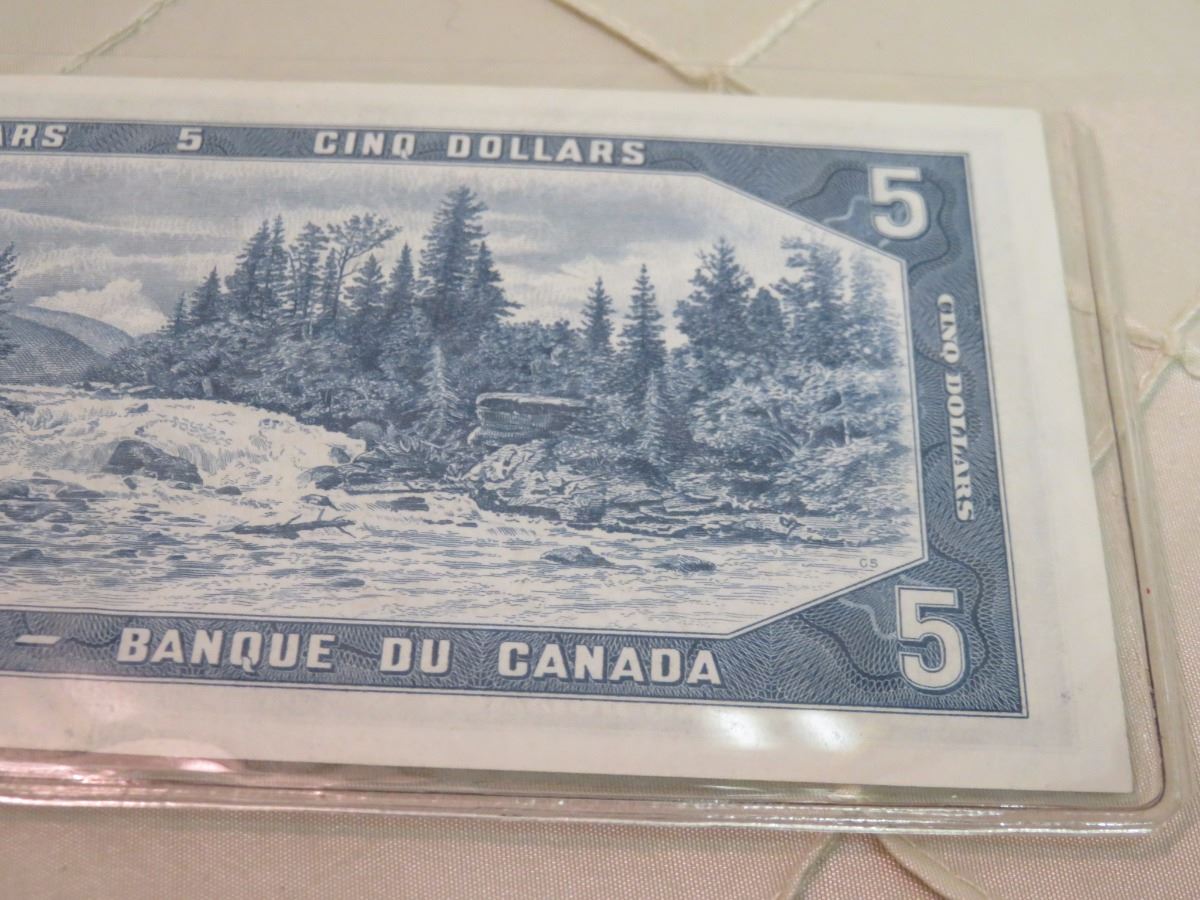 ARS 5 CINQ DOLLARS
5
CINQ DOLLARS
CS
5
— BANQUE DU CANADA